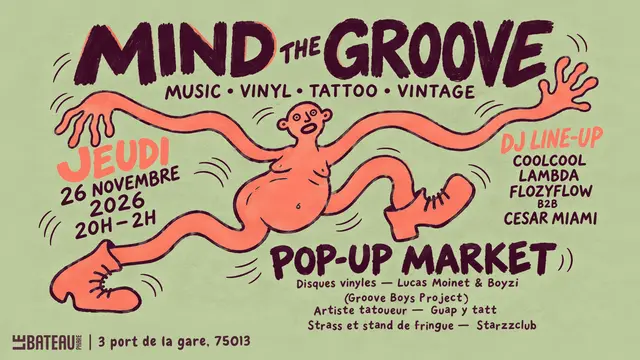 MIND THE GROOVE
MUSIC • VINYL • TATTOO • VINTAGE
JEUDI
26 NOVEMBRE
2026
20H – 2H
DJ LINE-UP
COOLCOOL
LAMBDA
FLOZYFLOW
B2B
CESAR MIAMI
POP-UP MARKET
Disques vinyles — Lucas Moinet & Boyzi
(Groove Boys Project)
Artiste tatoueur — Guap y tatt
Strass et stand de fringue — Starzzclub
LE BATEAU PHARE | 3 port de la gare, 75013